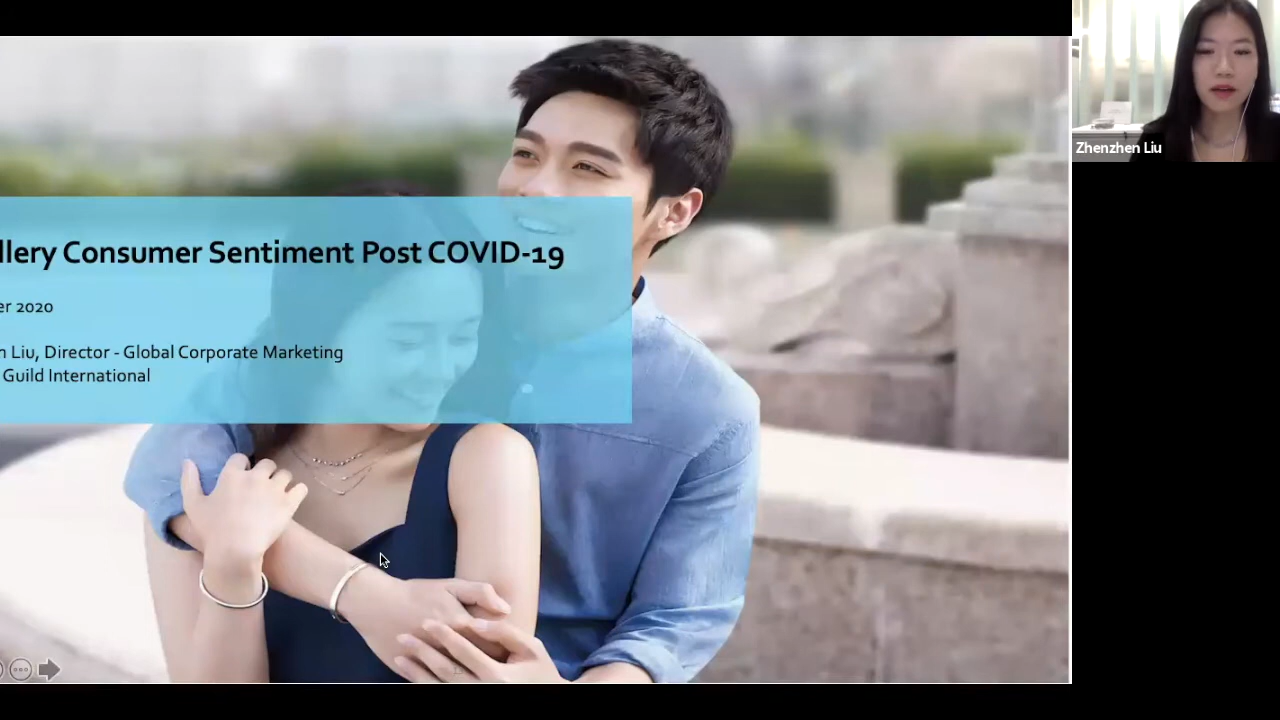 llery Consumer Sentiment Post COVID-19
er 2020
n Liu, Director - Global Corporate Marketing
Guild International
Zhenzhen Liu